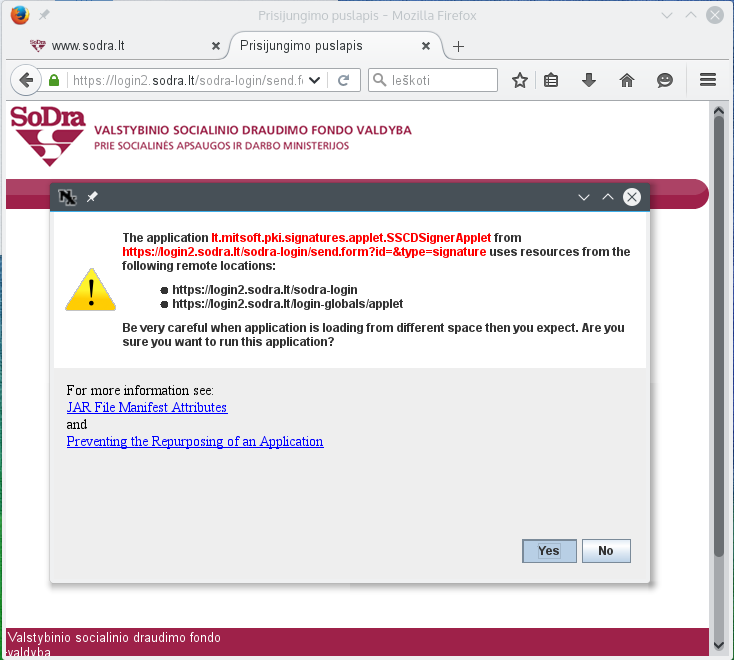 Prisijungimo puslapis - Mozilla Firefox
www.sodra.lt
Prisijungimo puslapis
https://login2.sodra.lt/sodra-login/send.f
Ieškoti
SoDra
VALSTYBINIO SOCIALINIO DRAUDIMO FONDO VALDYBA
PRIE SOCIALINĖS APSAUGOS IR DARBO MINISTERIJOS
The application lt.mitsoft.pki.signatures.applet.SSCDSignerApplet from
https://login2.sodra.lt/sodra-login/send.form?id=&type=signature uses resources from the
following remote locations:
https://login2.sodra.lt/sodra-login
https://login2.sodra.lt/login-globals/applet
Be very careful when application is loading from different space then you expect. Are you
sure you want to run this application?
For more information see:
JAR File Manifest Attributes
and
Preventing the Repurposing of an Application
Yes
No
Valstybinio socialinio draudimo fondo
valdyba